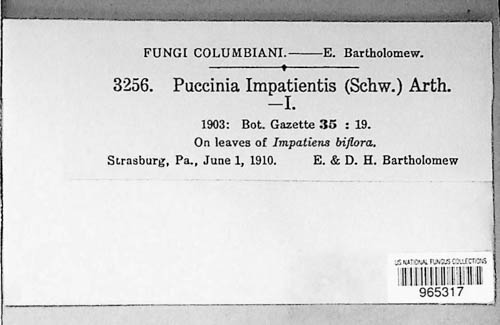 FUNGI COLUMBIANI.——E. Bartholomew.
3256. Puccinia Impatientis (Schw.) Arth.
—I.
1903: Bot. Gazette 35 : 19.
On leaves of Impatiens biflora.
Strasburg, Pa., June 1, 1910. E. & D. H. Bartholomew
US NATIONAL FUNGUS COLLECTIONS
965317